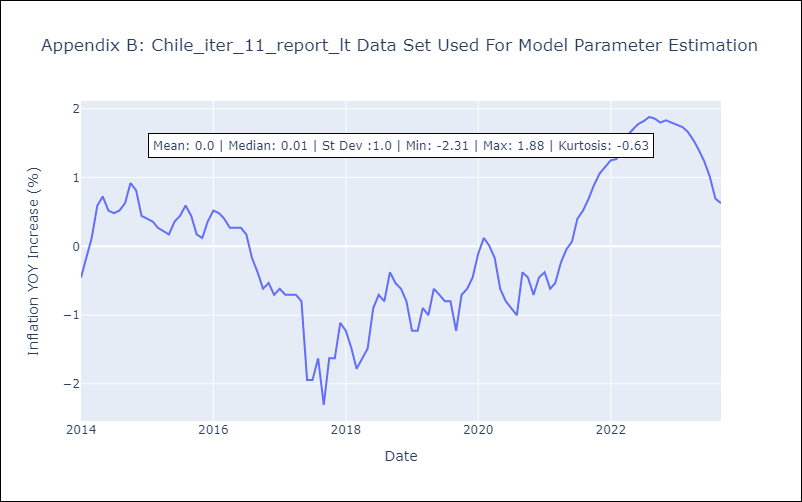 Appendix B: Chile_iter_11_report_lt Data Set Used For Model Parameter Estimation
2
Mean: 0.0 | Median: 0.01 | St Dev :1.0 | Min: -2.31 | Max: 1.88 | Kurtosis: -0.63
1
0
−1
−2
Inflation YOY Increase (%)
2014 2016 2018 2020 2022
Date